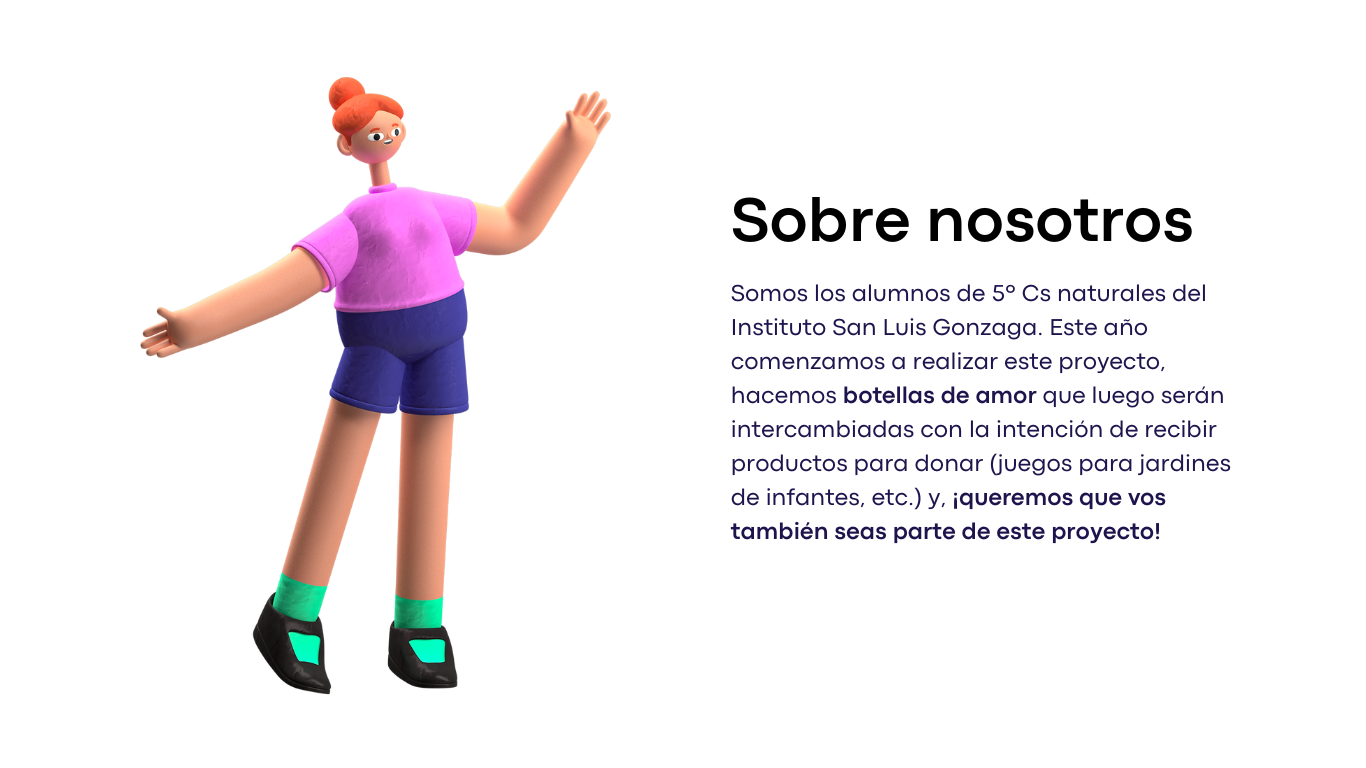 Sobre nosotros
Somos los alumnos de 5º Cs naturales del
Instituto San Luis Gonzaga. Este año
comenzamos a realizar este proyecto,
hacemos botellas de amor que luego serán
intercambiadas con la intención de recibir
productos para donar (juegos para jardines
de infantes, etc.) y, ¡queremos que vos
también seas parte de este proyecto!